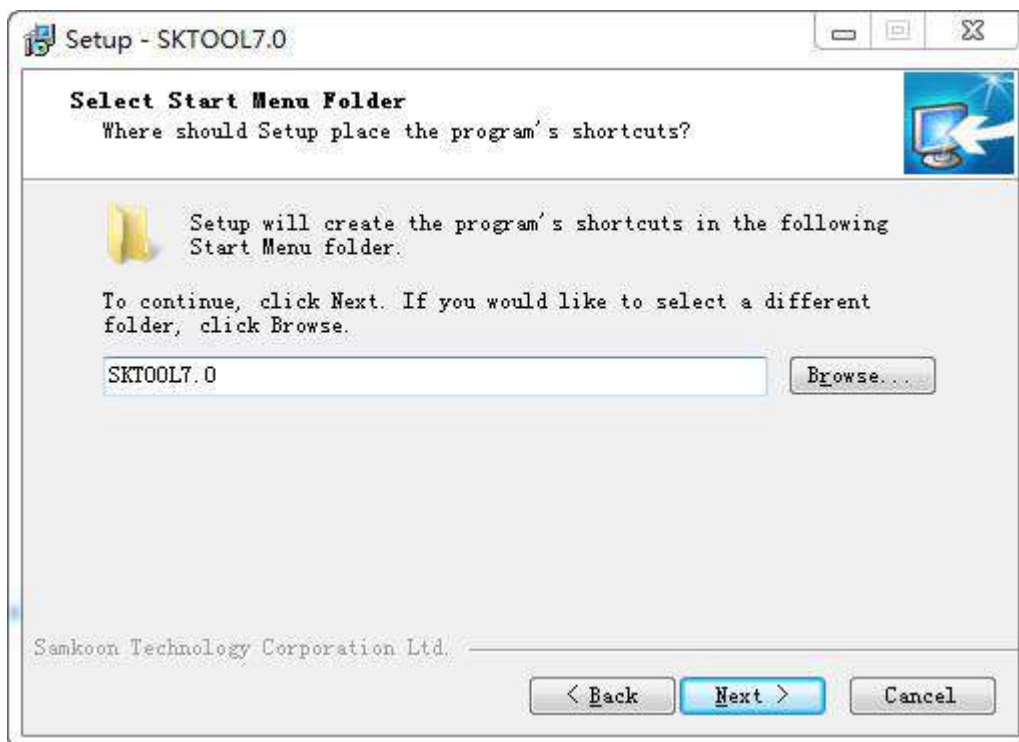 Setup - SKTOOL7.0
Select Start Menu Folder
Where should Setup place the program's shortcuts?
Setup will create the program's shortcuts in the following
Start Menu folder.
To continue, click Next. If you would like to select a different
folder, click Browse.
SKTOOL7.0
Browse...
Samkoon Technology Corporation Ltd.
< Back
Next >
Cancel